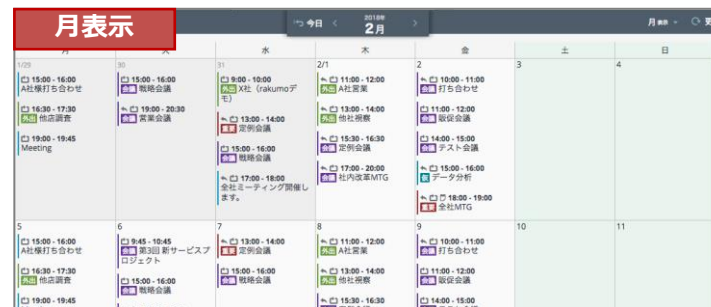 月表示
今日
2018年
2月
月表示
更
月
火
水
木
金
土
日
1/29
30
31
2/1
2
3
4
15:00 - 16:00
A社様打ち合わせ
16:30 - 17:30
外出 他店調査
19:00 - 19:45
Meeting
15:00 - 16:00
会議 戦略会議
19:00 - 20:30
会議 営業会議
9:00 - 10:00
外出 X社（rakumoデ
モ）
13:00 - 14:00
重要 定例会議
15:00 - 16:00
会議 戦略会議
17:00 - 18:00
全社ミーティング開催し
ます。
11:00 - 12:00
外出 A社営業
13:00 - 14:00
外出 他社視察
15:30 - 16:30
会議 定例会議
17:00 - 20:00
会議 社内改革MTG
10:00 - 11:00
会議 打ち合わせ
11:00 - 12:00
会議 販促会議
14:00 - 15:00
会議 テスト会議
15:00 - 16:00
仮 データ分析
18:00 - 19:00
重要 全社MTG
5
6
7
8
9
10
11
15:00 - 16:00
A社様打ち合わせ
16:30 - 17:30
外出 他店調査
19:00 - 19:45
9:45 - 10:45
会議 第3回 新サービスプ
ロジェクト
15:00 - 16:00
会議 戦略会議
13:00 - 14:00
重要 定例会議
15:00 - 16:00
会議 戦略会議
11:00 - 12:00
外出 A社営業
13:00 - 14:00
外出 他社視察
15:30 - 16:30
10:00 - 11:00
会議 打ち合わせ
11:00 - 12:00
会議 販促会議
14:00 - 15:00